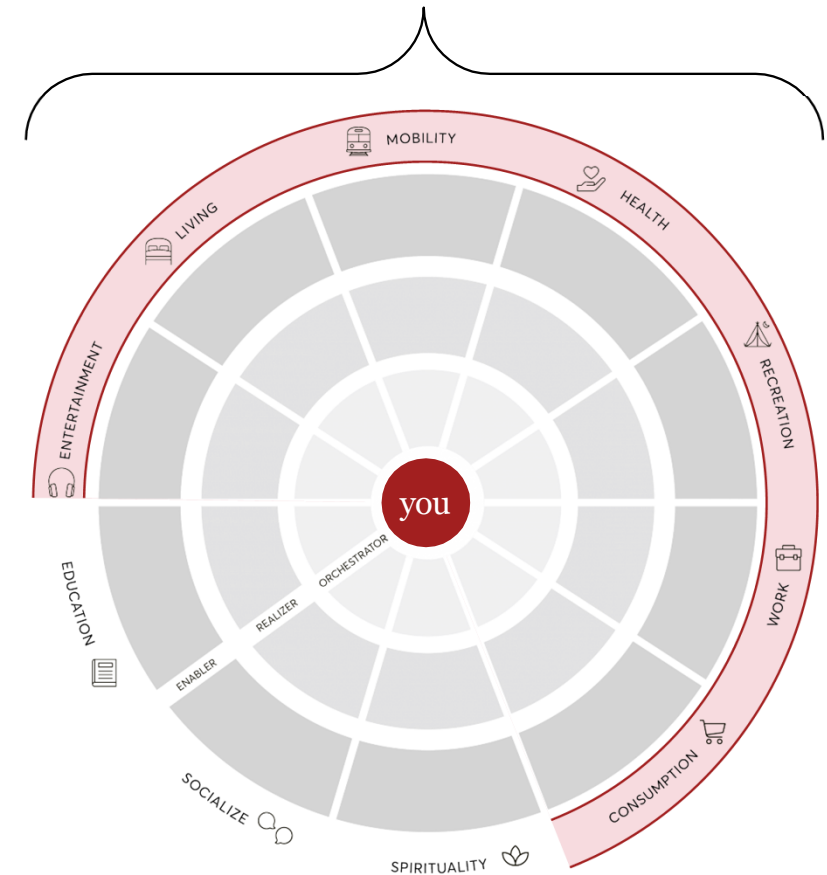 MOBILITY
HEALTH
LIVING
RECREATION
ENTERTAINMENT
you
ORCHESTRATOR
REALIZER
ENABLER
EDUCATION
WORK
CONSUMPTION
SOCIALIZE
SPIRITUALITY